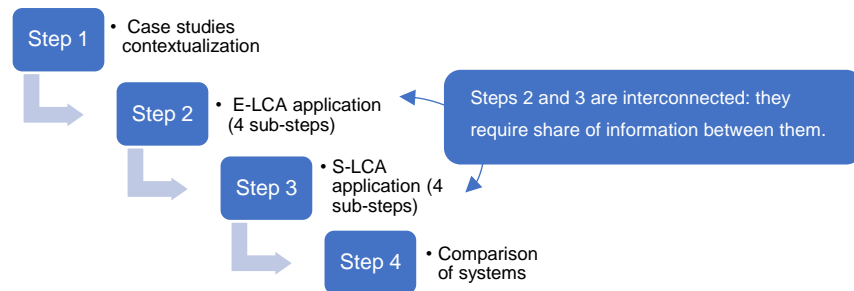 Step 1
• Case studies
contextualization
Step 2
• E-LCA application
(4 sub-steps)
Steps 2 and 3 are interconnected: they
require share of information between them.
Step 3
• S-LCA
application (4
sub-steps)
Step 4
• Comparison
of systems